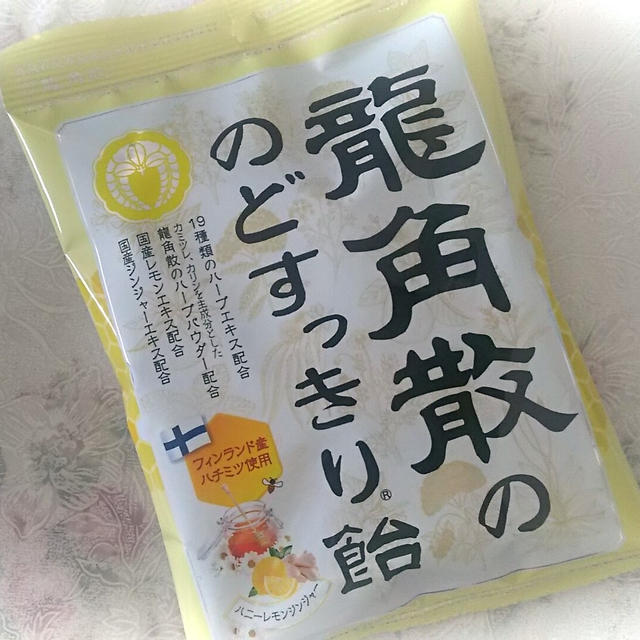 龍角散の
のどすっきり飴®
19種類のハーブエキス配合
カミツレ、カリンを主成分とした
龍角散のハーブパウダー配合
国産レモンエキス配合
国産ジンジャーエキス配合
フィンランド産
ハチミツ使用
ハニーレモンジンジャー